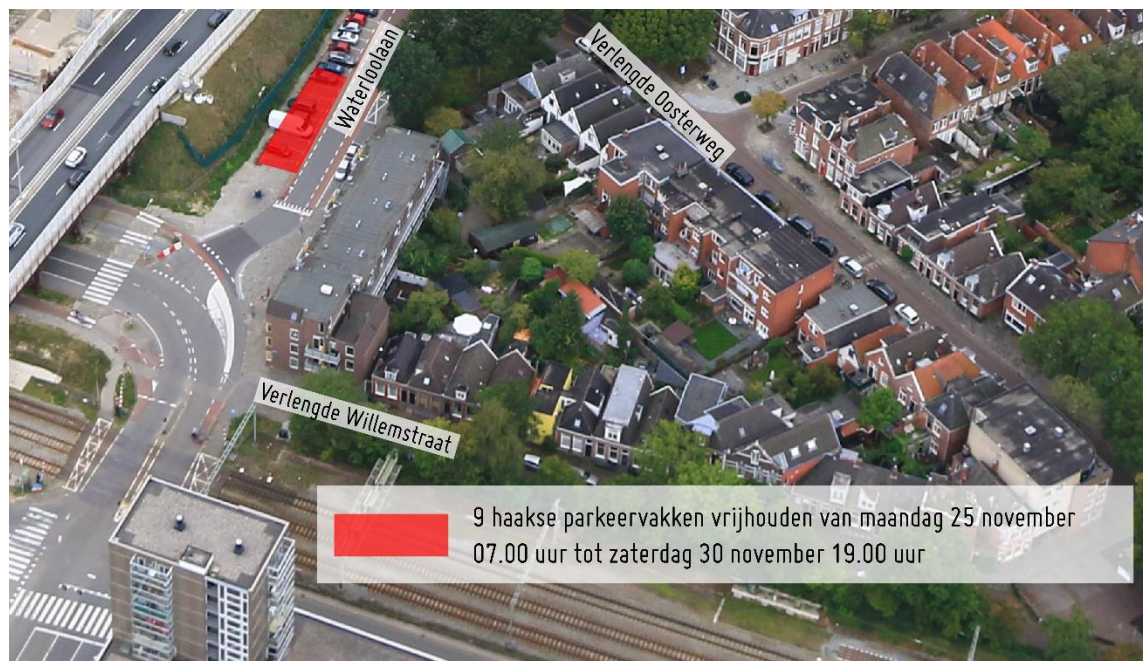 Waterloolaan
Verlengde Oosterweg
Verlengde Willemstraat
9 haakse parkeervakken vrijhouden van maandag 25 november
07.00 uur tot zaterdag 30 november 19.00 uur